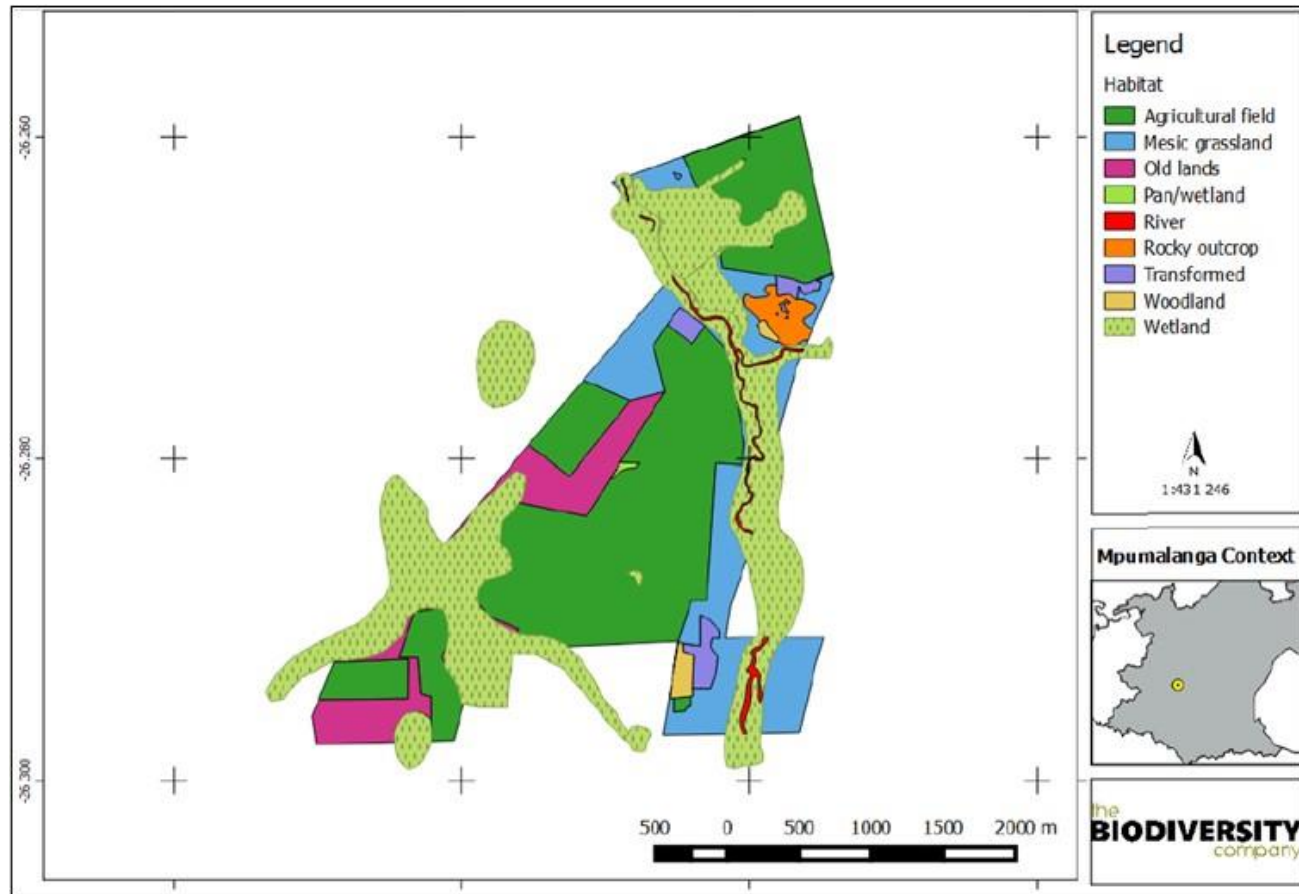 Legend
Habitat
Agricultural field
Mesic grassland
Old lands
Pan/wetland
River
Rocky outcrop
Transformed
Woodland
Wetland
N
1:431 246
Mpumalanga Context
the
BIODIVERSITY
company
-26.260
-26.280
-26.300
500 0 500 1000 1500 2000 m